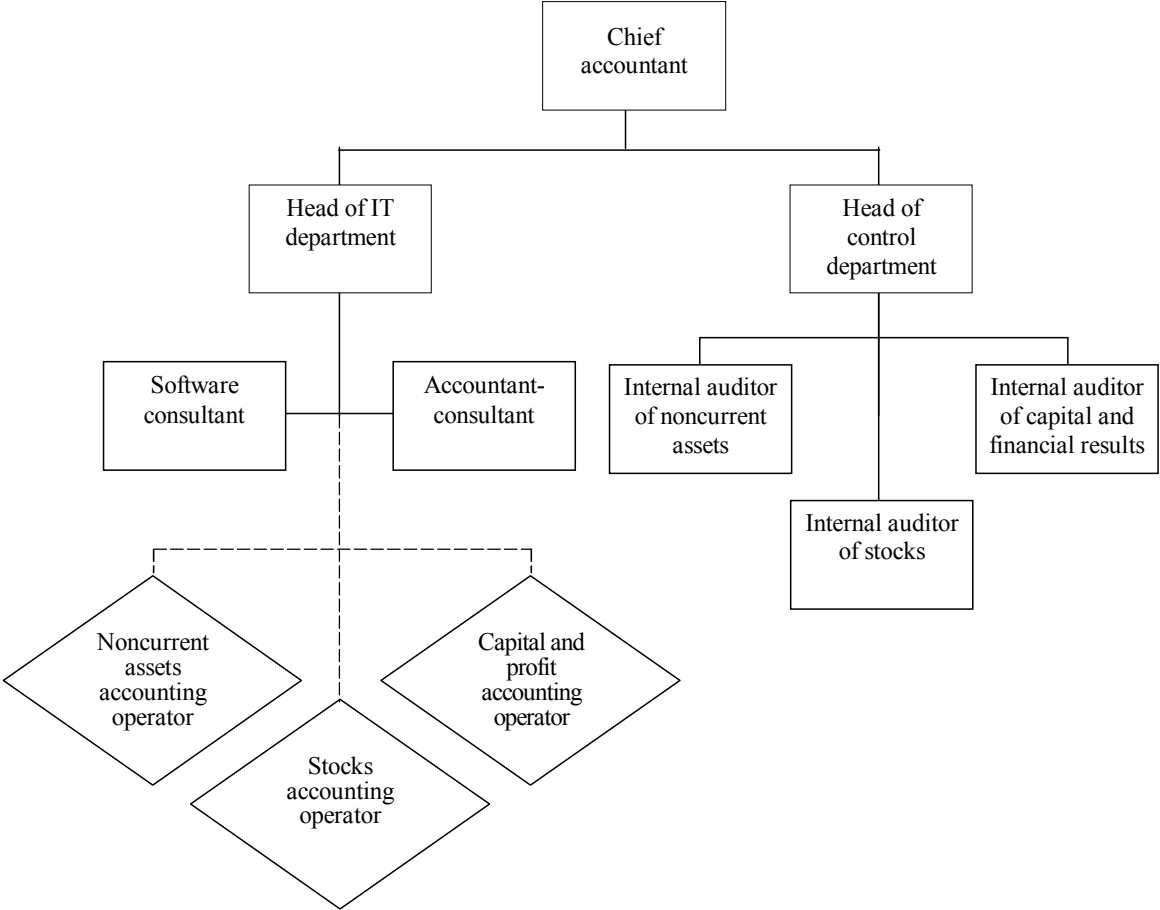 Chief
accountant
Head of IT
department
Head of
control
department
Software
consultant
Accountant-
consultant
Internal auditor
of noncurrent
assets
Internal auditor
of capital and
financial results
Internal auditor
of stocks
Noncurrent
assets
accounting
operator
Capital and
profit
accounting
operator
Stocks
accounting
operator